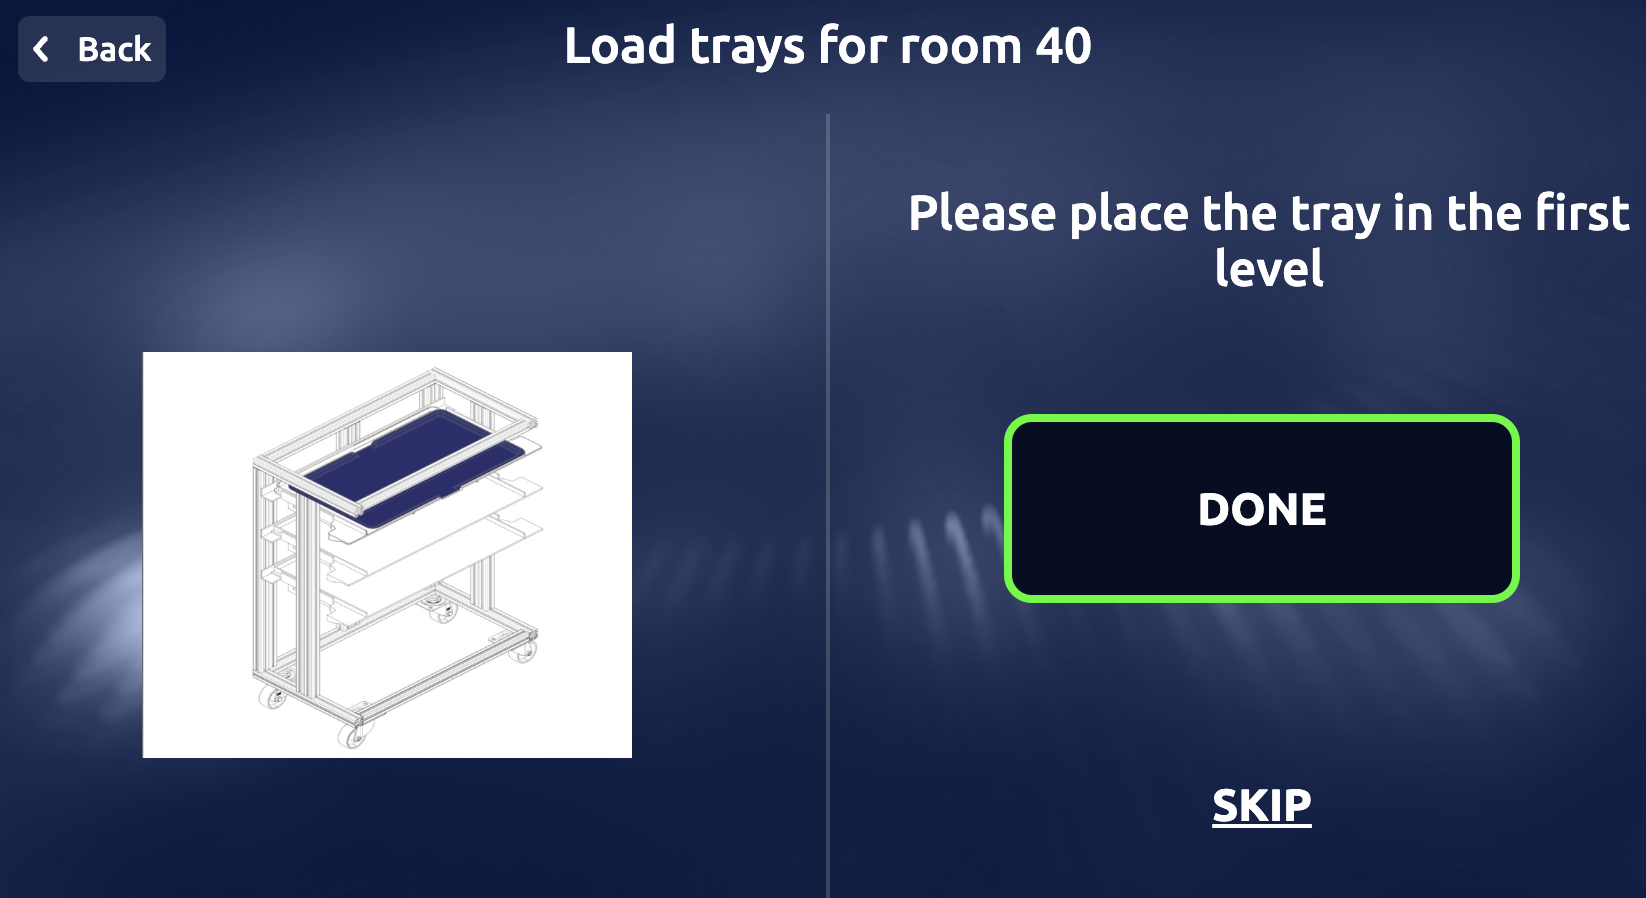 Back
Load trays for room 40
Please place the tray in the first
level
DONE
SKIP